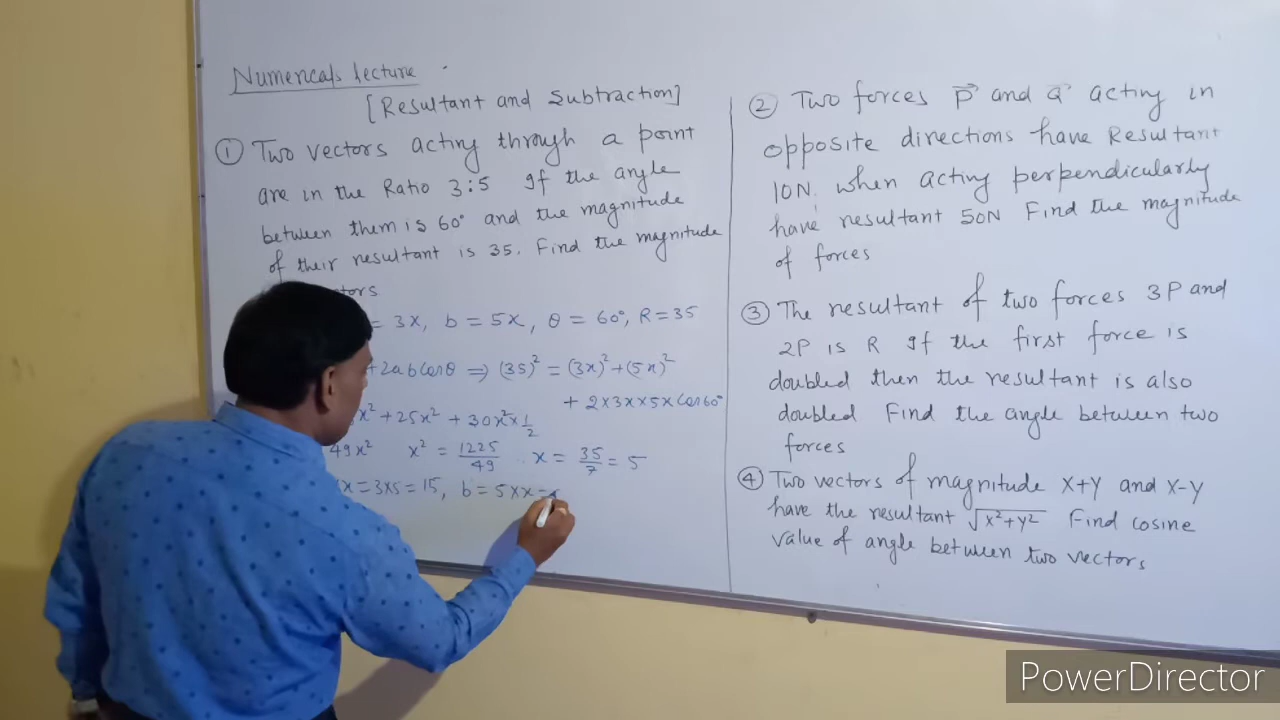 Numericals lecture
[Resultant and Subtraction]
① Two vectors acting through a point
are in the Ratio 3:5 If the angle
between them is 60° and the magnitude
of their resultant is 35. Find the magnitude
= 3x, b = 5x, θ = 60°, R = 35
+2ab cosθ ⇒ (35)² = (3x)² + (5x)²
+ 2×3x×5x cos60°
x² + 25x² + 30x² × 1/2
49x² x² = 1225/49 x = 35/7 = 5
x = 3×5 = 15, b = 5×x =
② Two forces P⃗ and Q⃗ acting in
opposite directions have Resultant
10N, when acting perpendicularly
have resultant 50N Find the magnitude
of forces
③ The resultant of two forces 3P and
2P is R If the first force is
doubled then the resultant is also
doubled Find the angle between two
forces
④ Two vectors of magnitude x+y and x-y
have the resultant √x²+y² Find cosine
value of angle between two vectors
PowerDirector